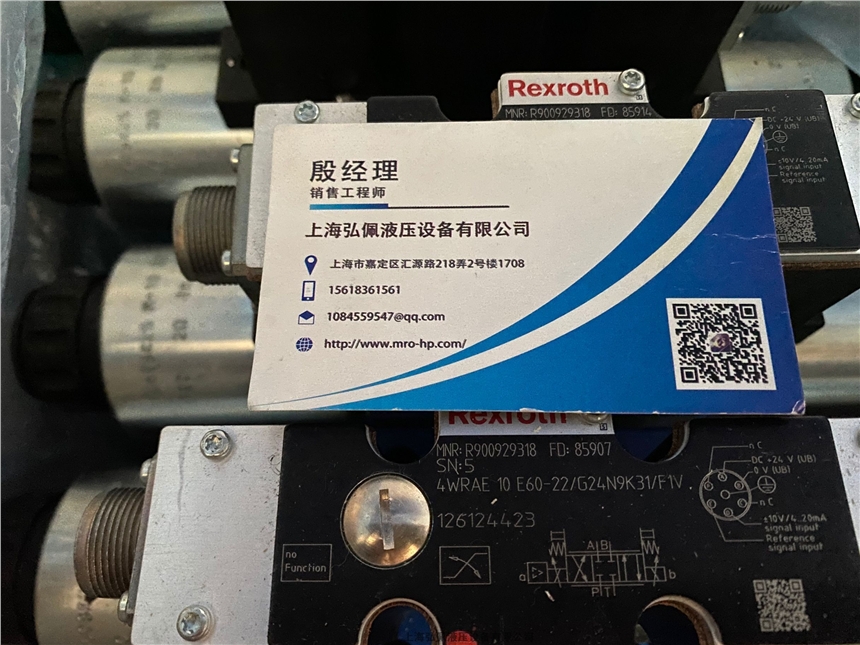 Rexroth
MNR: R900929318 FD: 85914
n C
DC +24 V (UB)
0 V (UB)
n C
±10V/4..20mA
signal input
Reference
signal input
殷经理
销售工程师
上海弘佩液压设备有限公司
上海市嘉定区汇源路218弄2号楼1708
15618361561
1084559547@qq.com
http://www.mro-hp.com/
Rexroth
MNR: R900929318 FD: 85907
SN:5
4WRAE 10 E60-22/G24N9K31/F1V
126124423
no
Function
a
A B
P T
b
n C
DC +24 V (UB)
0 V (UB)
n C
±10V/4..20mA
signal input
Reference
signal input